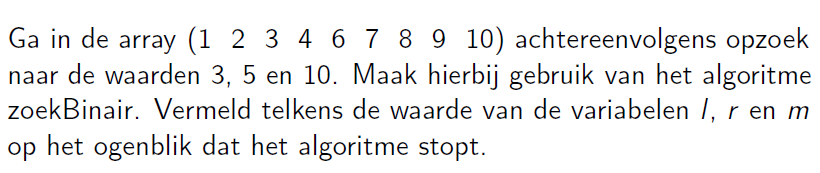 Ga in de array (1 2 3 4 6 7 8 9 10) achtereenvolgens opzoek
naar de waarden 3, 5 en 10. Maak hierbij gebruik van het algoritme
zoekBinair. Vermeld telkens de waarde van de variabelen l, r en m
op het ogenblik dat het algoritme stopt.